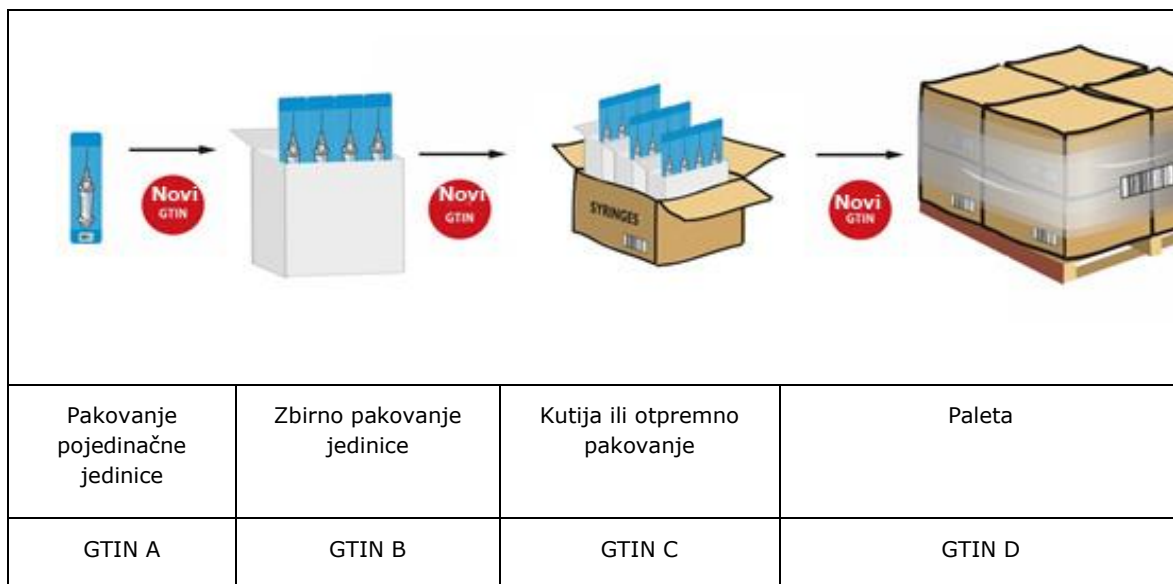 Novi
GTIN
Novi
GTIN
Novi
GTIN
SYRINGES
Pakovanje
pojedinačne
jedinice
Zbirno pakovanje
jedinice
Kutija ili otpremno
pakovanje
Paleta
GTIN A
GTIN B
GTIN C
GTIN D